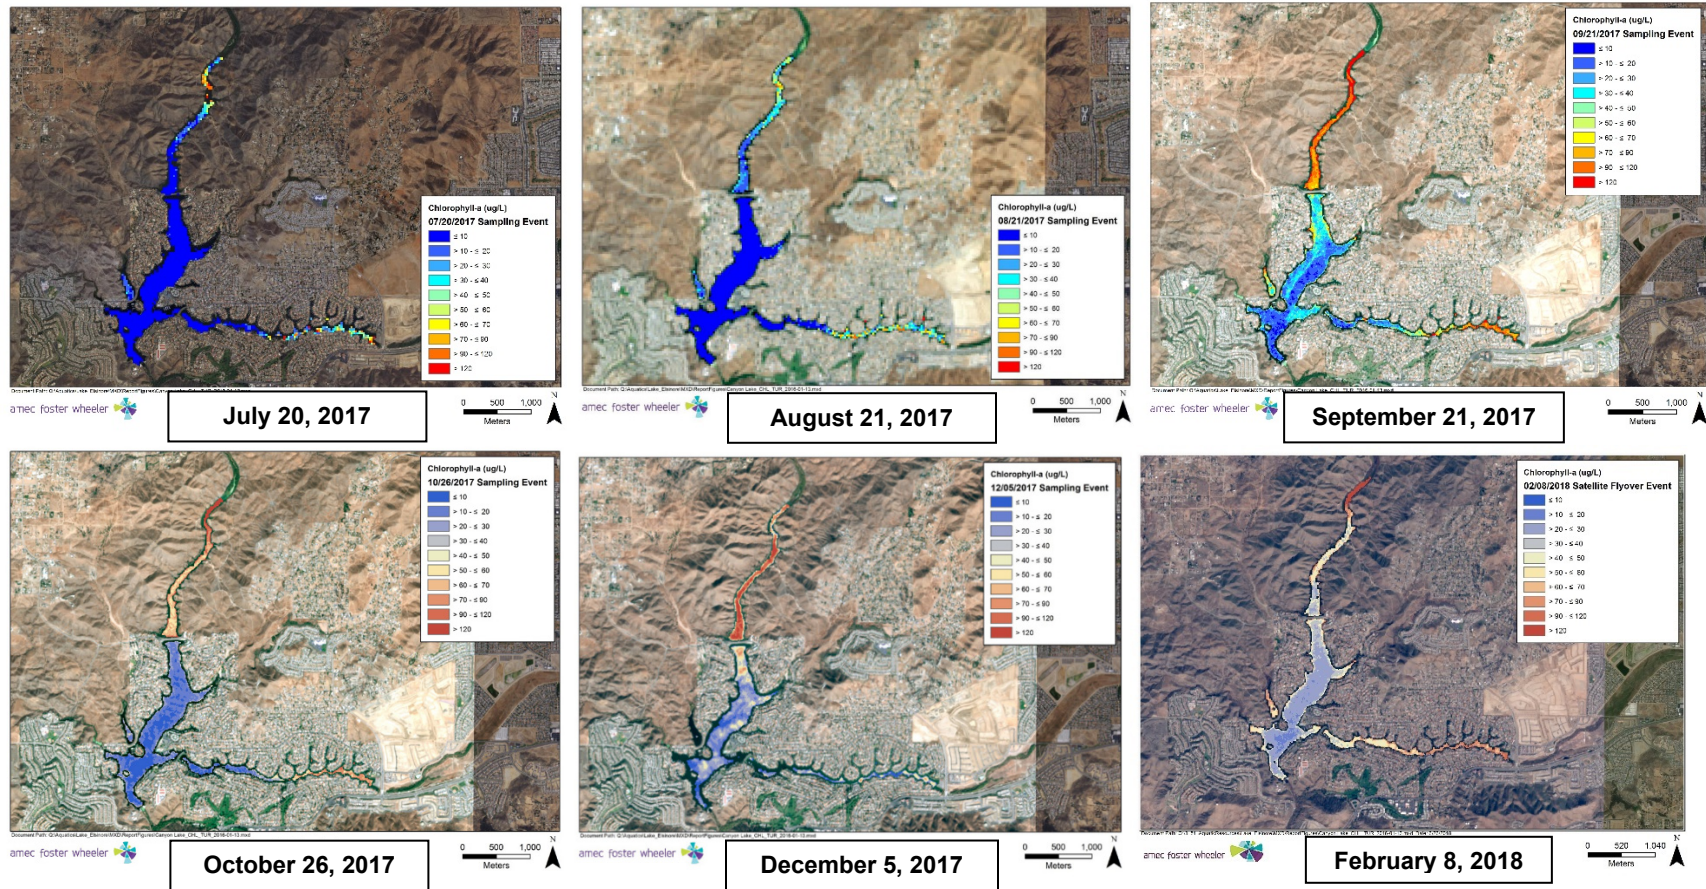 Chlorophyll-a (ug/L)
07/20/2017 Sampling Event
≤ 10
> 10 - ≤ 20
> 20 - ≤ 30
> 30 - ≤ 40
> 40 - ≤ 50
> 50 - ≤ 60
> 60 - ≤ 70
> 70 - ≤ 90
> 90 - ≤ 120
> 120
amec foster wheeler
July 20, 2017
0 500 1,000
Meters
N
Chlorophyll-a (ug/L)
08/21/2017 Sampling Event
≤ 10
> 10 - ≤ 20
> 20 - ≤ 30
> 30 - ≤ 40
> 40 - ≤ 50
> 50 - ≤ 60
> 60 - ≤ 70
> 70 - ≤ 90
> 90 - ≤ 120
> 120
amec foster wheeler
August 21, 2017
0 500 1,000
Meters
N
Chlorophyll-a (ug/L)
09/21/2017 Sampling Event
≤ 10
> 10 - ≤ 20
> 20 - ≤ 30
> 30 - ≤ 40
> 40 - ≤ 50
> 50 - ≤ 60
> 60 - ≤ 70
> 70 ≤ 90
> 90 - ≤ 120
> 120
amec foster wheeler
September 21, 2017
0 500 1,000
Meters
N
Chlorophyll-a (ug/L)
10/26/2017 Sampling Event
≤ 10
> 10 - ≤ 20
> 20 - ≤ 30
> 30 - ≤ 40
> 40 - ≤ 50
> 50 - ≤ 60
> 60 - ≤ 70
> 70 - ≤ 90
> 90 - ≤ 120
> 120
amec foster wheeler
October 26, 2017
0 500 1,000
Meters
N
Chlorophyll-a (ug/L)
12/05/2017 Sampling Event
≤ 10
> 10 - ≤ 20
> 20 - ≤ 30
> 30 - ≤ 40
> 40 - ≤ 50
> 50 - ≤ 60
> 60 - ≤ 70
> 70 - ≤ 90
> 90 - ≤ 120
> 120
amec foster wheeler
December 5, 2017
0 500 1,000
Meters
N
Chlorophyll-a (ug/L)
02/08/2018 Satellite Flyover Event
≤ 10
> 10 - ≤ 20
> 20 - ≤ 30
> 30 - ≤ 40
> 40 - ≤ 50
> 50 - ≤ 60
> 60 - ≤ 70
> 70 - ≤ 90
> 90 - ≤ 120
> 120
amec foster wheeler
February 8, 2018
0 520 1,040
Meters
N